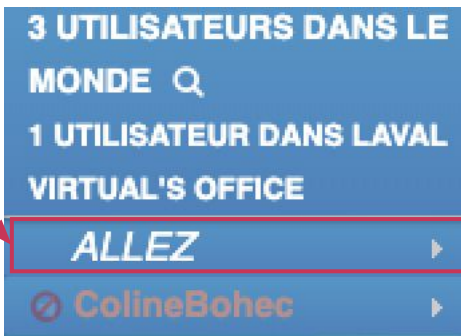 3 UTILISATEURS DANS LE
MONDE
1 UTILISATEUR DANS LAVAL
VIRTUAL'S OFFICE
ALLEZ
ColineBohec